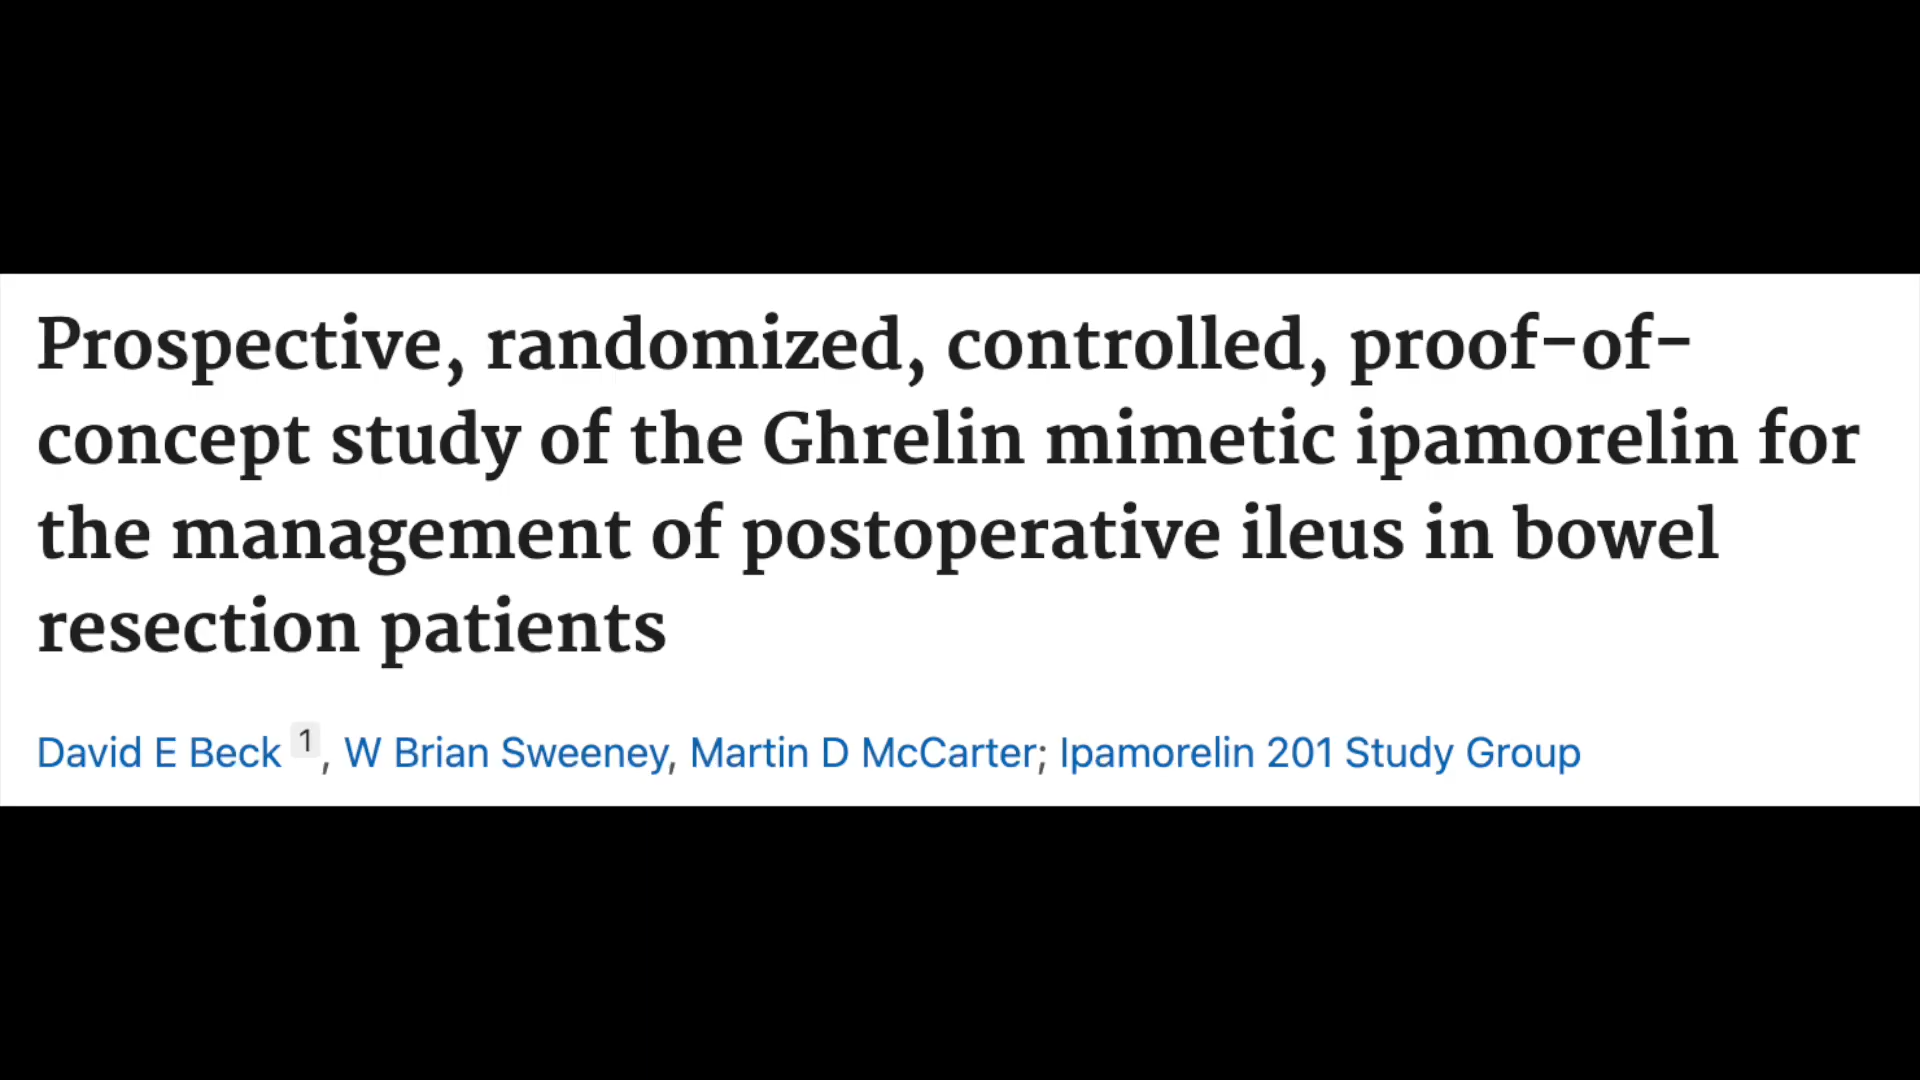 Prospective, randomized, controlled, proof-of-
concept study of the Ghrelin mimetic ipamorelin for
the management of postoperative ileus in bowel
resection patients
David E Beck 1, W Brian Sweeney, Martin D McCarter; Ipamorelin 201 Study Group